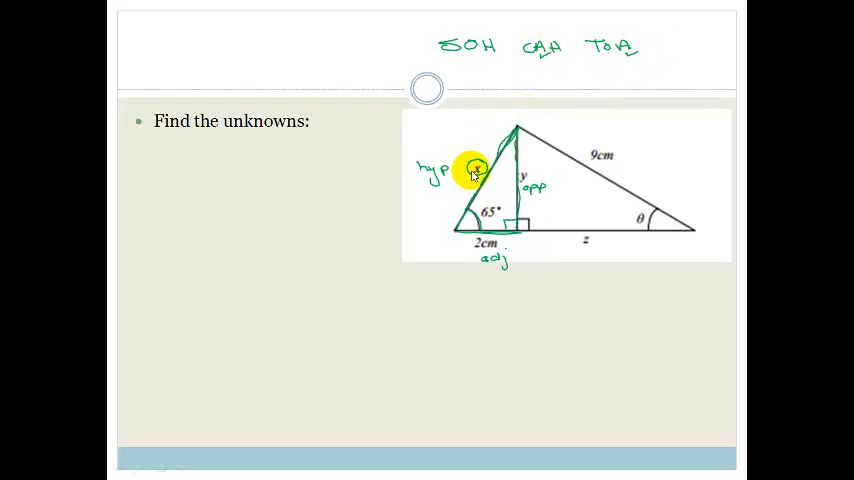 SOH CAH TOA
• Find the unknowns:
9cm
hyp x
y
opp
65°
θ
2cm
z
adj